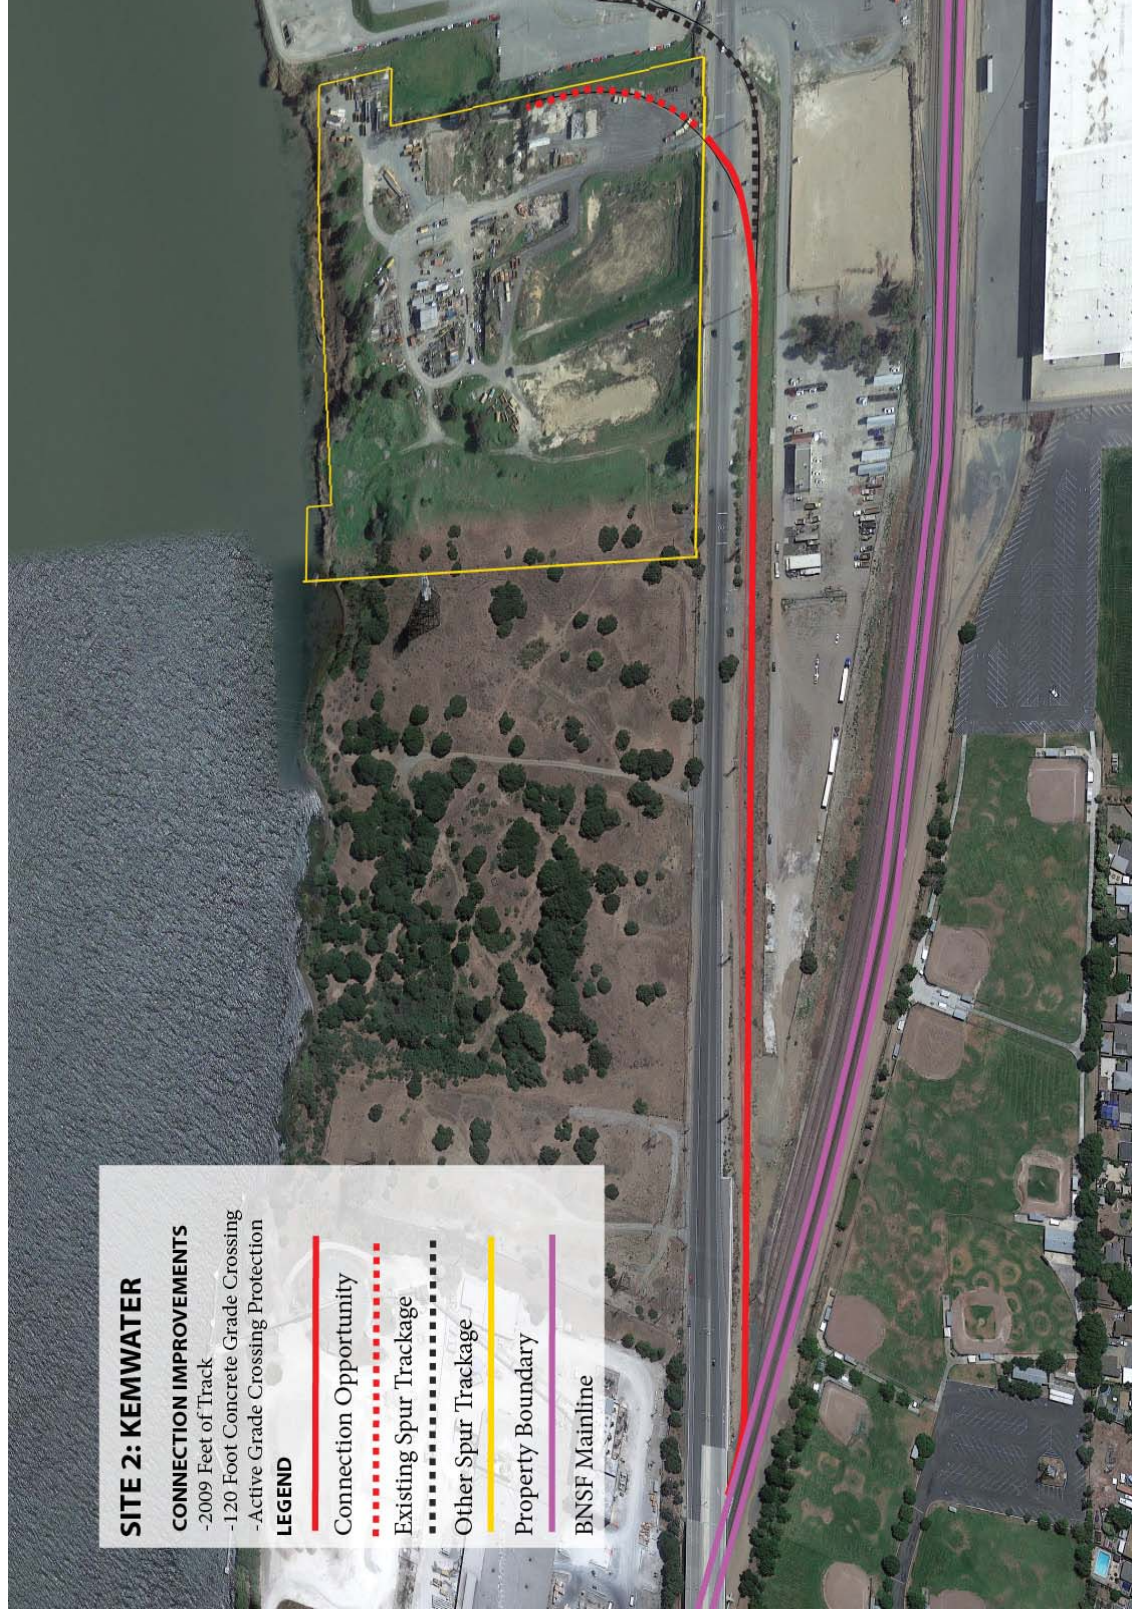 SITE 2: KEMWATER
CONNECTION IMPROVEMENTS
-2009 Feet of Track
-120 Foot Concrete Grade Crossing
-Active Grade Crossing Protection
LEGEND
Connection Opportunity
Existing Spur Trackage
Other Spur Trackage
Property Boundary
BNSF Mainline